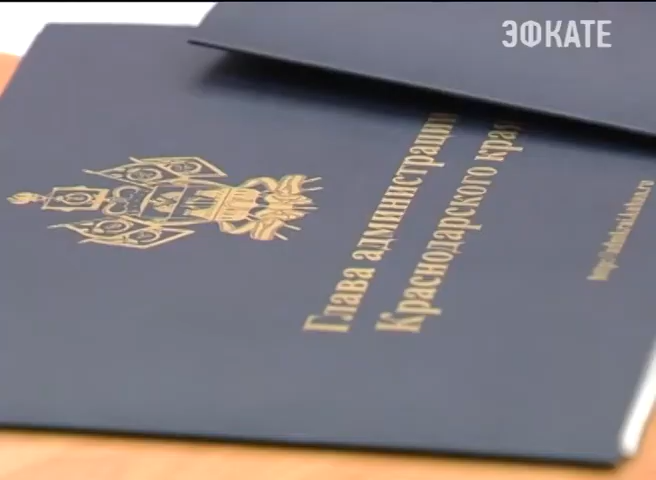 ЭФКАТЕ
Глава администрации
Краснодарского края